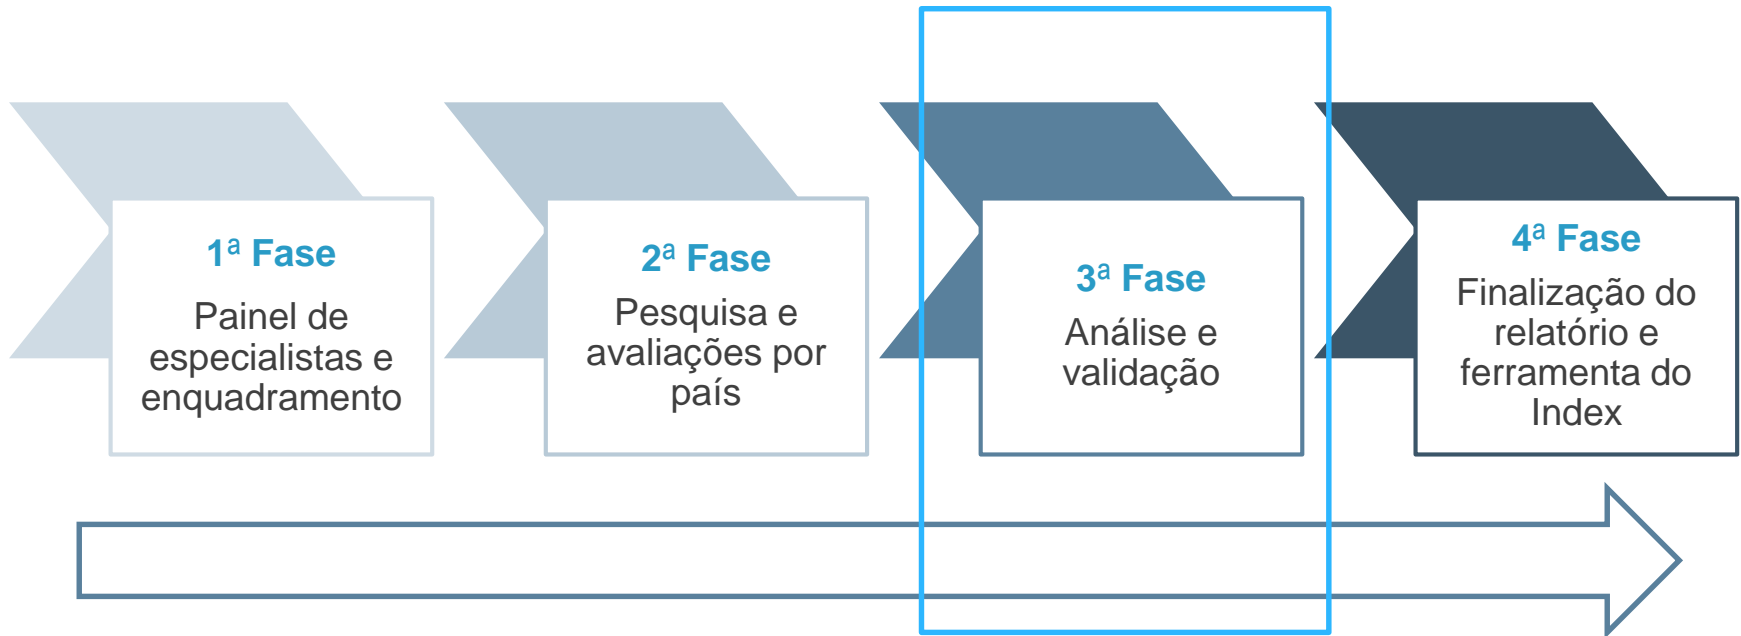 1ª Fase
Painel de
especialistas e
enquadramento
2ª Fase
Pesquisa e
avaliações por
país
3ª Fase
Análise e
validação
4ª Fase
Finalização do
relatório e
ferramenta do
Index